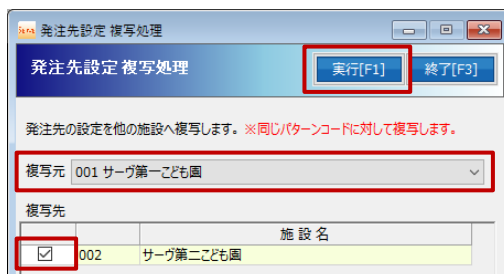 発注先設定 複写処理
発注先設定 複写処理 実行[F1] 終了[F3]
発注先の設定を他の施設へ複写します。※同じパターンコードに対して複写します。
複写元 001 サーヴ第一こども園
複写先
施設名
002 サーヴ第二こども園